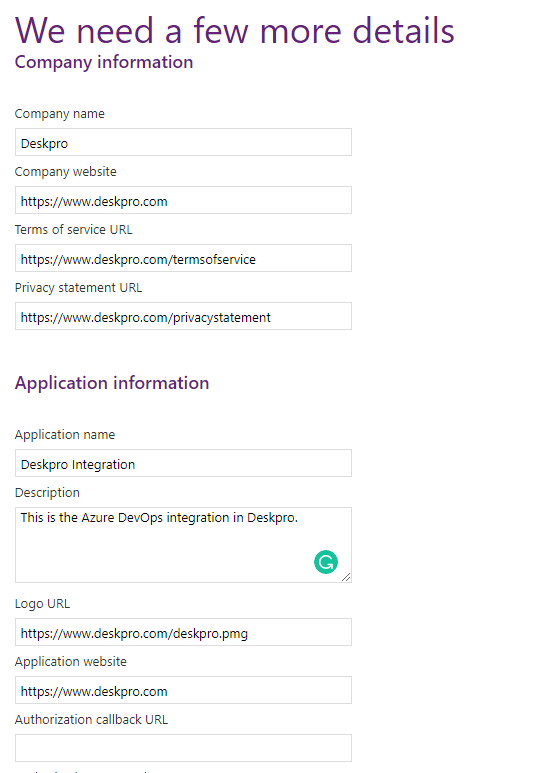 We need a few more details
Company information
Company name
Deskpro
Company website
https://www.deskpro.com
Terms of service URL
https://www.deskpro.com/termsofservice
Privacy statement URL
https://www.deskpro.com/privacystatement
Application information
Application name
Deskpro Integration
Description
This is the Azure DevOps integration in Deskpro.
Logo URL
https://www.deskpro.com/deskpro.pmg
Application website
https://www.deskpro.com
Authorization callback URL